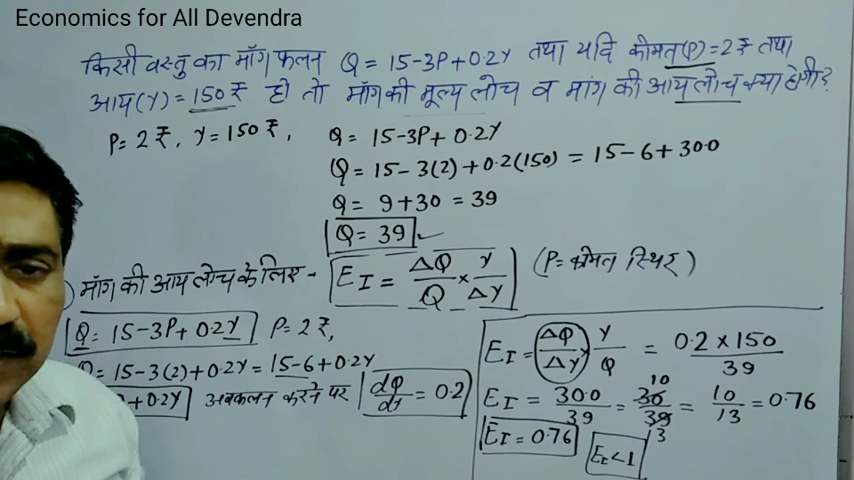 Economics for All Devendra
किसी वस्तु का माँग फलन Q = 15-3P+0.2Y तथा यदि कीमत(P)=2₹ तथा
आय(Y)=150₹ हो तो माँग की मूल्य लोच व मांग की आय लोच क्या होगी?
P=2₹, Y=150₹, Q = 15-3P+0.2Y
Q = 15-3(2)+0.2(150) = 15-6+30.0
Q = 9+30 = 39
Q = 39
) माँग की आय लोच के लिए - E_I = ΔQ/Q × Y/ΔY (P= कीमत स्थिर)
Q = 15-3P+0.2Y P=2₹,
= 15-3(2)+0.2Y = 15-6+0.2Y
+0.2Y अवकलन करने पर dQ/dY = 0.2
E_I = ΔQ/ΔY × Y/Q = 0.2×150/39
E_I = 30.0/39 = 30/39 10/13 = 10/13 = 0.76
E_I = 0.76 E_I<1